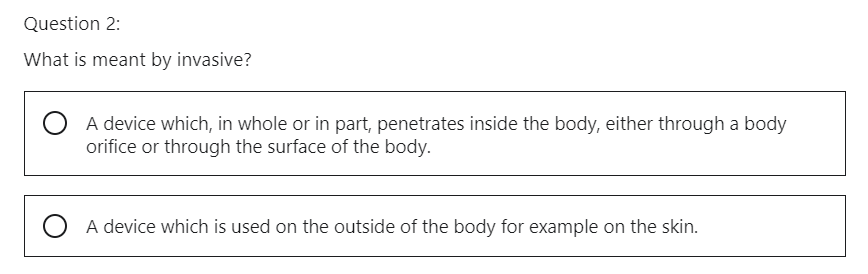 Question 2:
What is meant by invasive?
A device which, in whole or in part, penetrates inside the body, either through a body
orifice or through the surface of the body.
A device which is used on the outside of the body for example on the skin.